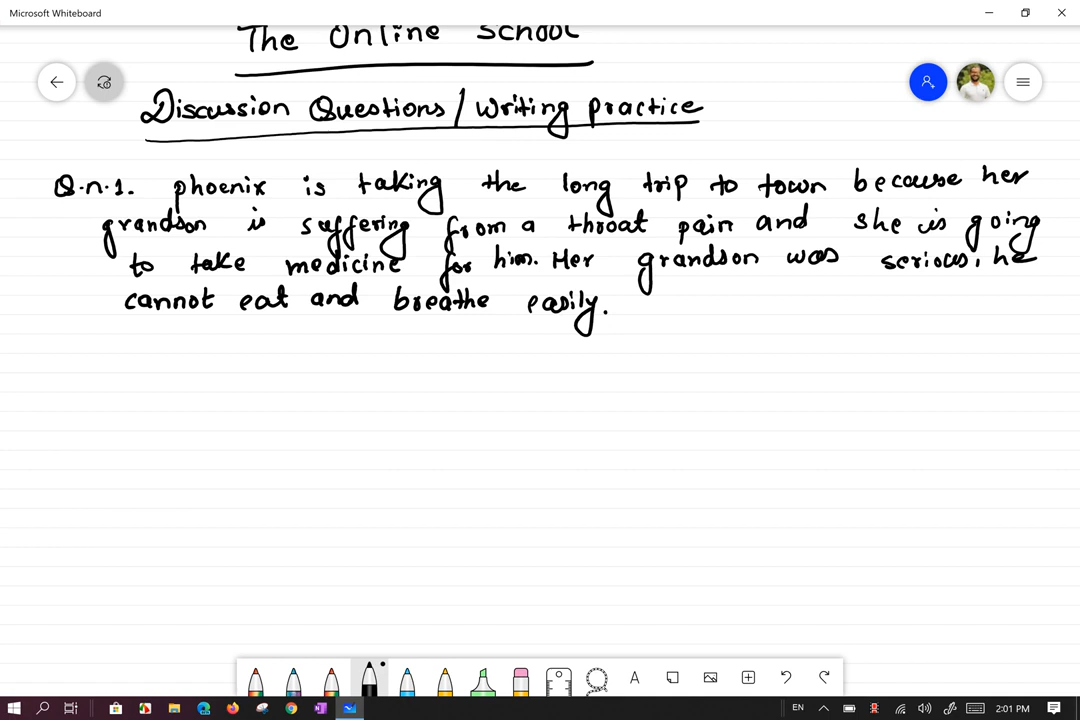 Microsoft Whiteboard
The Online School
Discussion Questions / Writing Practice
Q.n.1. phoenix is taking the long trip to town because her
grandson is suffering from a throat pain and she is going
to take medicine for him. Her grandson was serious, he
cannot eat and breathe easily.
A
EN
2:01 PM